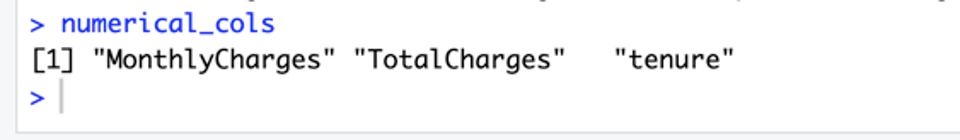 > numerical_cols
[1] "MonthlyCharges" "TotalCharges"   "tenure"
>